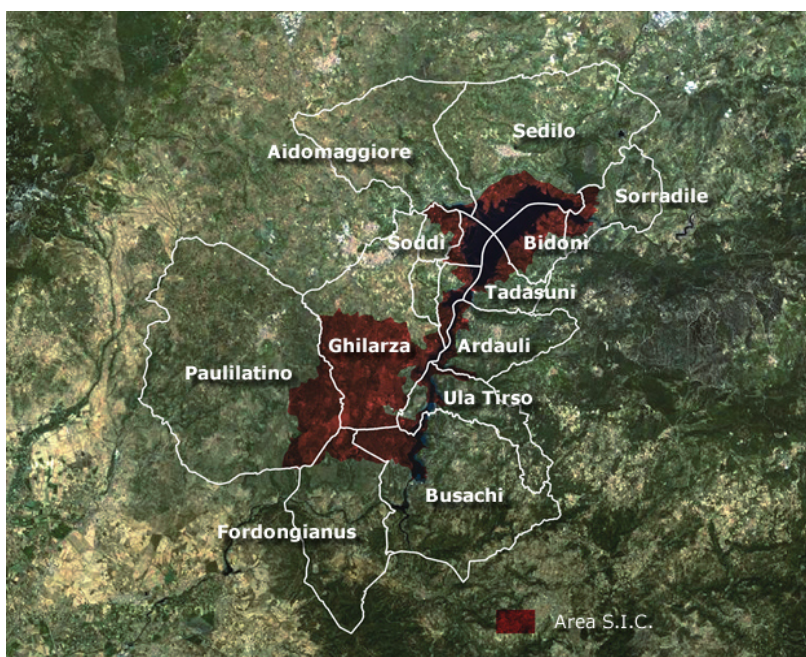 Sedilo
Aidomaggiore
Sorradile
Soddi
Bidoni
Tadasuni
Ghilarza
Ardauli
Paulilatino
Ula Tirso
Busachi
Fordongianus
Area S.I.C.